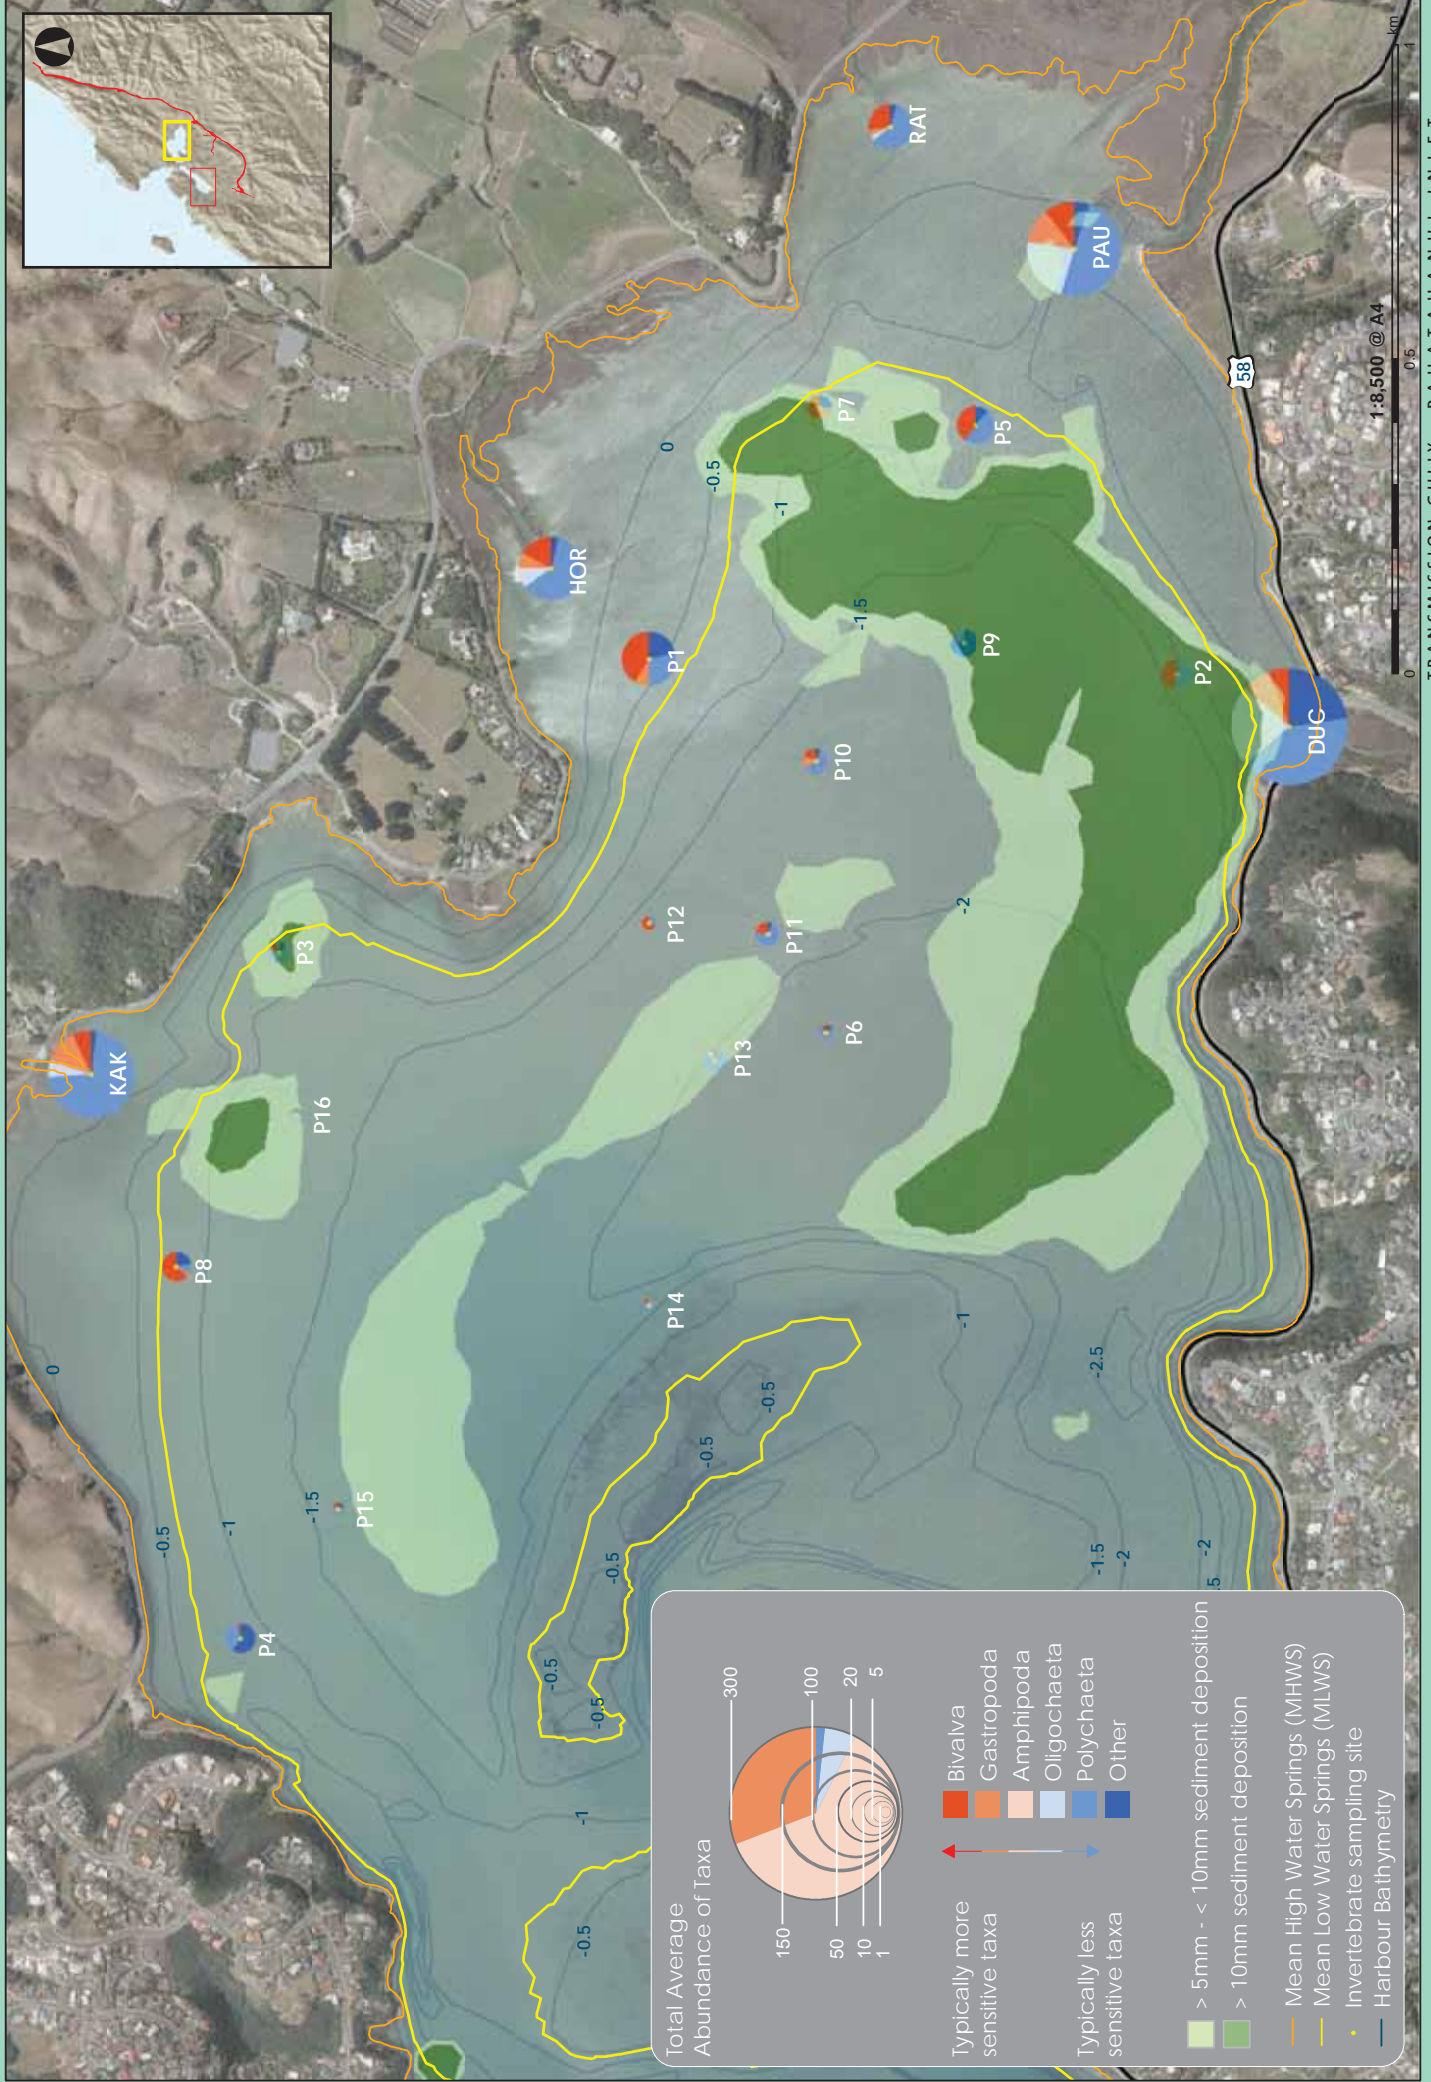 KAK
P3
P16
P8
P4
P15
P14
P13
P12
P11
P6
P10
P1
HOR
P7
P5
P9
P2
RAT
PAU
DUC
58
0
0
-0.5
-1
-1.5
-2
-0.5
-1
-1.5
-0.5
-0.5
-0.5
-0.5
-0.5
-1
-0.5
-1
-2.5
-1.5
-2
-2
.5
Total Average
Abundance of Taxa
300
150
100
50
20
10
5
1
Typically more
sensitive taxa
Typically less
sensitive taxa
Bivalva
Gastropoda
Amphipoda
Oligochaeta
Polychaeta
Other
> 5mm - < 10mm sediment deposition
> 10mm sediment deposition
Mean High Water Springs (MHWS)
Mean Low Water Springs (MLWS)
Invertebrate sampling site
Harbour Bathymetry
0
0.5
1
km
1:8,500 @ A4